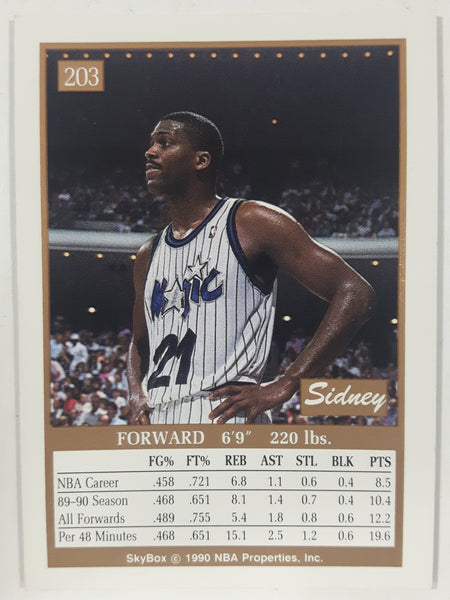 203
MAGIC
21
Sidney
FORWARD 6'9" 220 lbs.
FG% FT% REB AST STL BLK PTS
NBA Career .458 .721 6.8 1.1 0.6 0.4 8.5
89–90 Season .468 .651 8.1 1.4 0.7 0.4 10.4
All Forwards .489 .755 5.4 1.8 0.8 0.6 12.2
Per 48 Minutes .468 .651 15.1 2.5 1.2 0.6 19.6
SkyBox © 1990 NBA Properties, Inc.